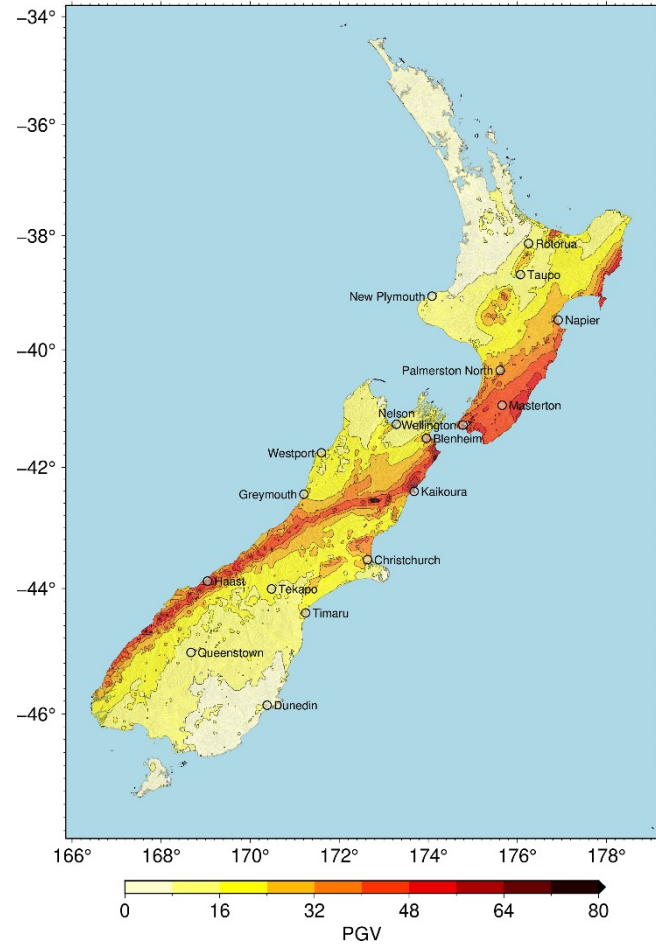 −34°
−36°
−38°
Rotorua
Taupo
New Plymouth
Napier
−40°
Palmerston North
Masterton
Nelson
Wellington
Blenheim
−42°
Westport
Greymouth
Kaikoura
Christchurch
−44°
Haast
Tekapo
Timaru
Queenstown
Dunedin
−46°
166° 168° 170° 172° 174° 176° 178°
0 16 32 48 64 80
PGV